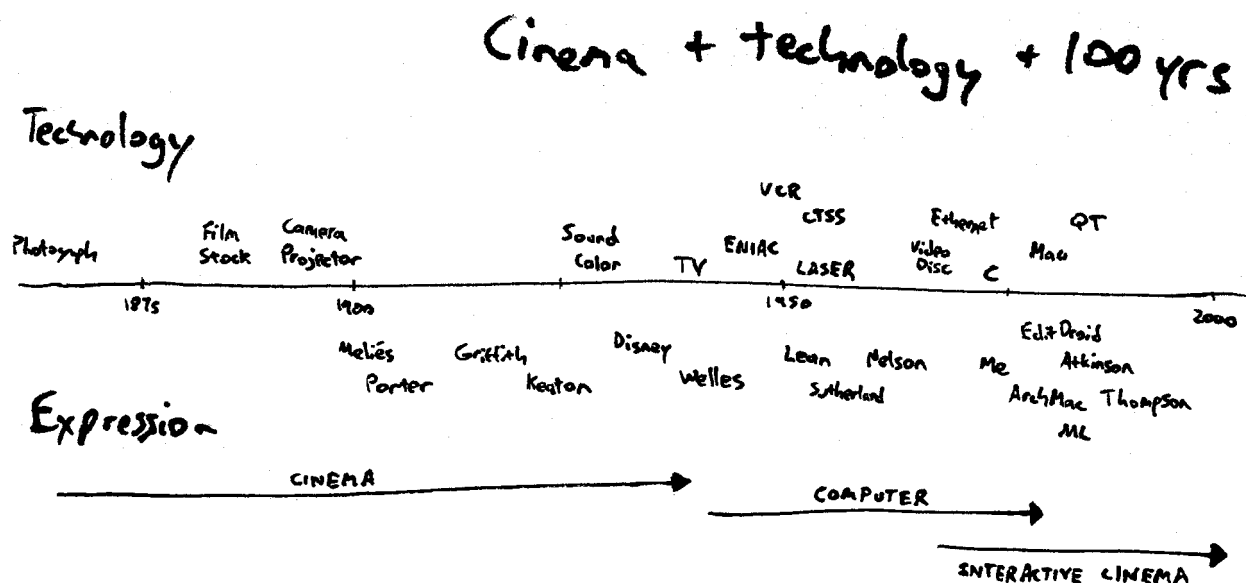 Cinema + technology + 100 yrs
Technology
VCR
CTSS
Photograph
Film
Stock
Camera
Projector
Sound
Color
TV
ENIAC
LASER
Ethernet
Video
Disc
C
Mac
QT
1875
1900
1950
2000
Meliés
Porter
Griffith
Keaton
Disney
Welles
Lean
Sutherland
Nelson
Me
EditDroid
Atkinson
ArchMac
Thompson
ML
Expression
CINEMA
COMPUTER
INTERACTIVE CINEMA